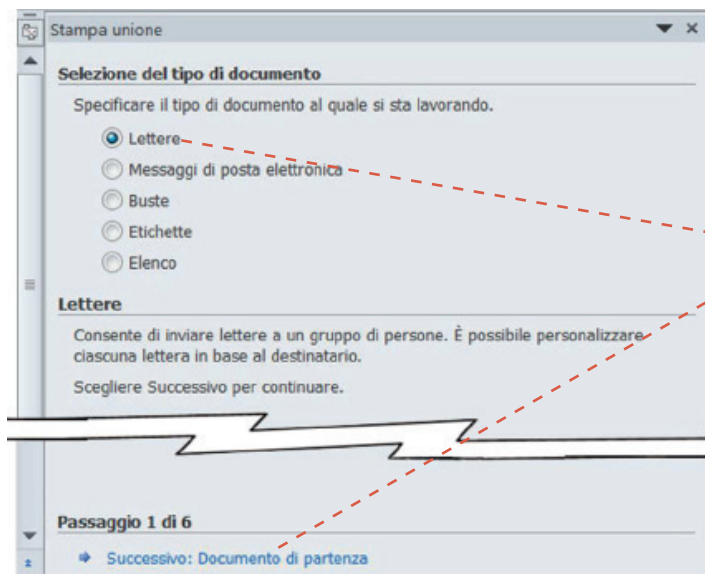 Stampa unione
Selezione del tipo di documento
Specificare il tipo di documento al quale si sta lavorando.
Lettere
Messaggi di posta elettronica
Buste
Etichette
Elenco
Lettere
Consente di inviare lettere a un gruppo di persone. È possibile personalizzare
ciascuna lettera in base al destinatario.
Scegliere Successivo per continuare.
Passaggio 1 di 6
Successivo: Documento di partenza